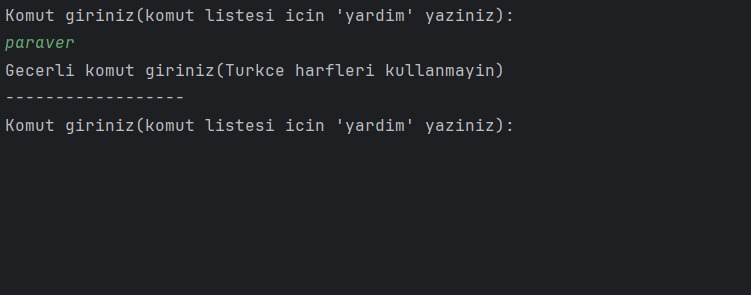 Komut giriniz(komut listesi icin 'yardim' yaziniz):
paraver
Gecerli komut giriniz(Turkce harfleri kullanmayin)
------------------
Komut giriniz(komut listesi icin 'yardim' yaziniz):